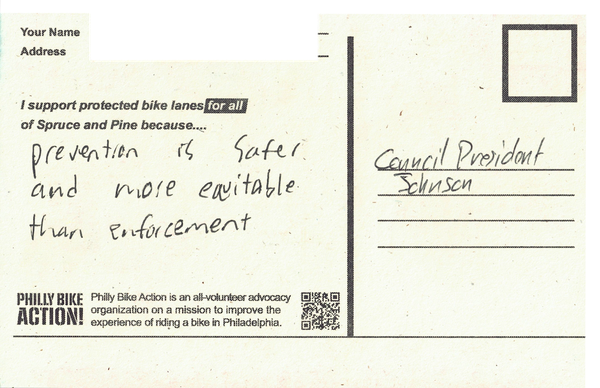 Your Name
Address
I support protected bike lanes for all
of Spruce and Pine because....
prevention is safer
and more equitable
than enforcement
PHILLY BIKE
ACTION!
Philly Bike Action is an all-volunteer advocacy
organization on a mission to improve the
experience of riding a bike in Philadelphia.
Council President
Johnson